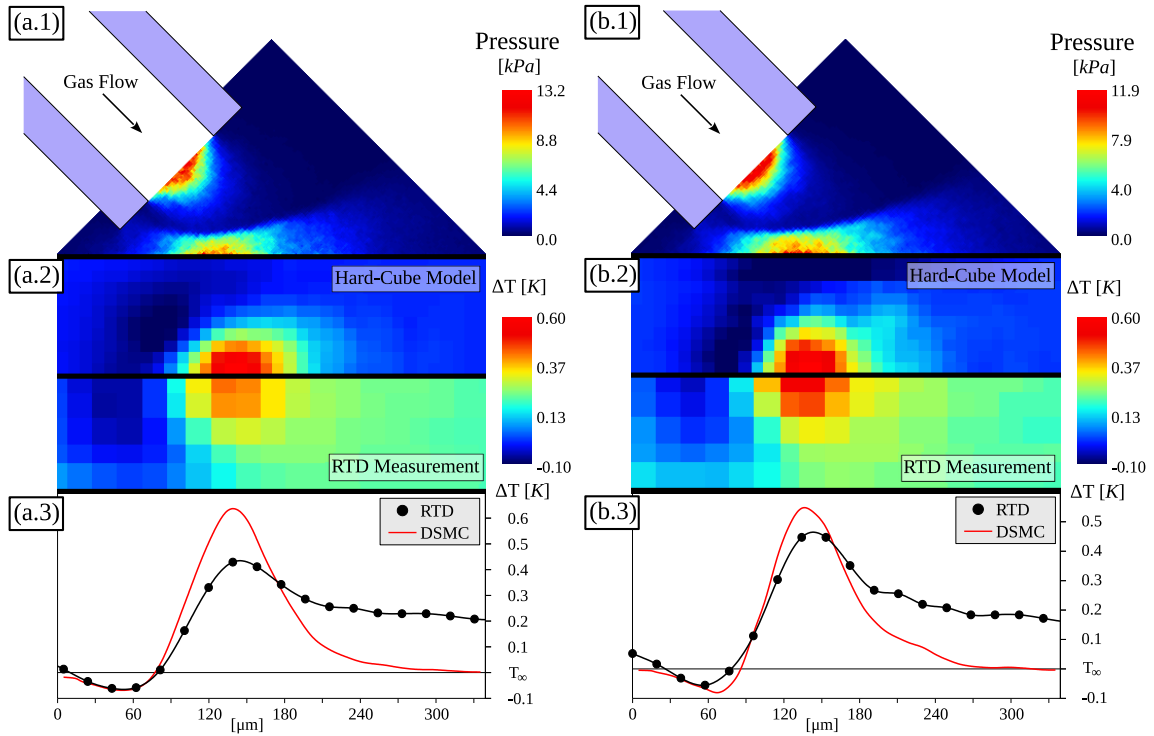 (a.1)
Gas Flow
Pressure
[kPa]
13.2
8.8
4.4
0.0
(a.2)
Hard-Cube Model
RTD Measurement
ΔT [K]
0.60
0.37
0.13
-0.10
(a.3)
RTD
DSMC
ΔT [K]
0.6
0.5
0.4
0.3
0.2
0.1
T∞
-0.1
0 60 120 180 240 300
[μm]
(b.1)
Gas Flow
Pressure
[kPa]
11.9
7.9
4.0
0.0
(b.2)
Hard-Cube Model
RTD Measurement
ΔT [K]
0.60
0.37
0.13
-0.10
(b.3)
RTD
DSMC
ΔT [K]
0.5
0.4
0.3
0.2
0.1
T∞
-0.1
0 60 120 180 240 300
[μm]